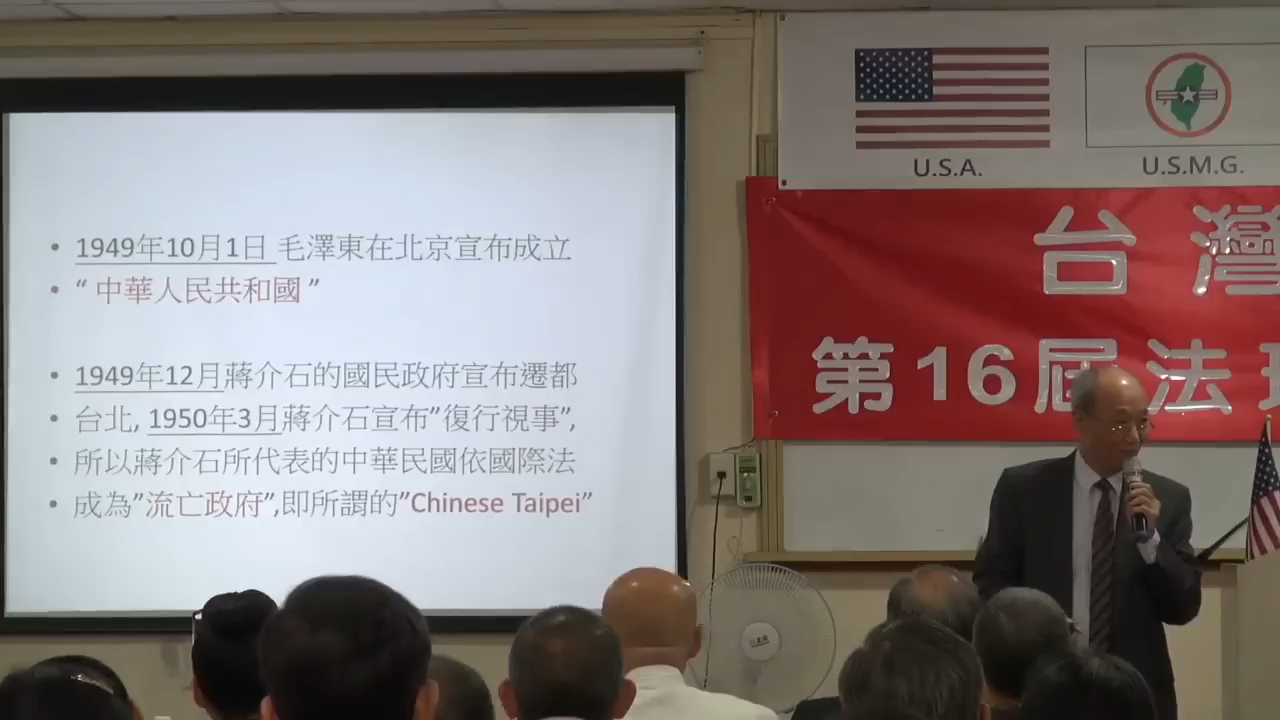 • 1949年10月1日 毛澤東在北京宣布成立
• “ 中華人民共和國 ”
• 1949年12月蔣介石的國民政府宣布遷都
• 台北, 1950年3月蔣介石宣布”復行視事”,
• 所以蔣介石所代表的中華民國依國際法
• 成為”流亡政府”,即所謂的”Chinese Taipei”
U.S.A.
U.S.M.G.
台灣
第16屆法